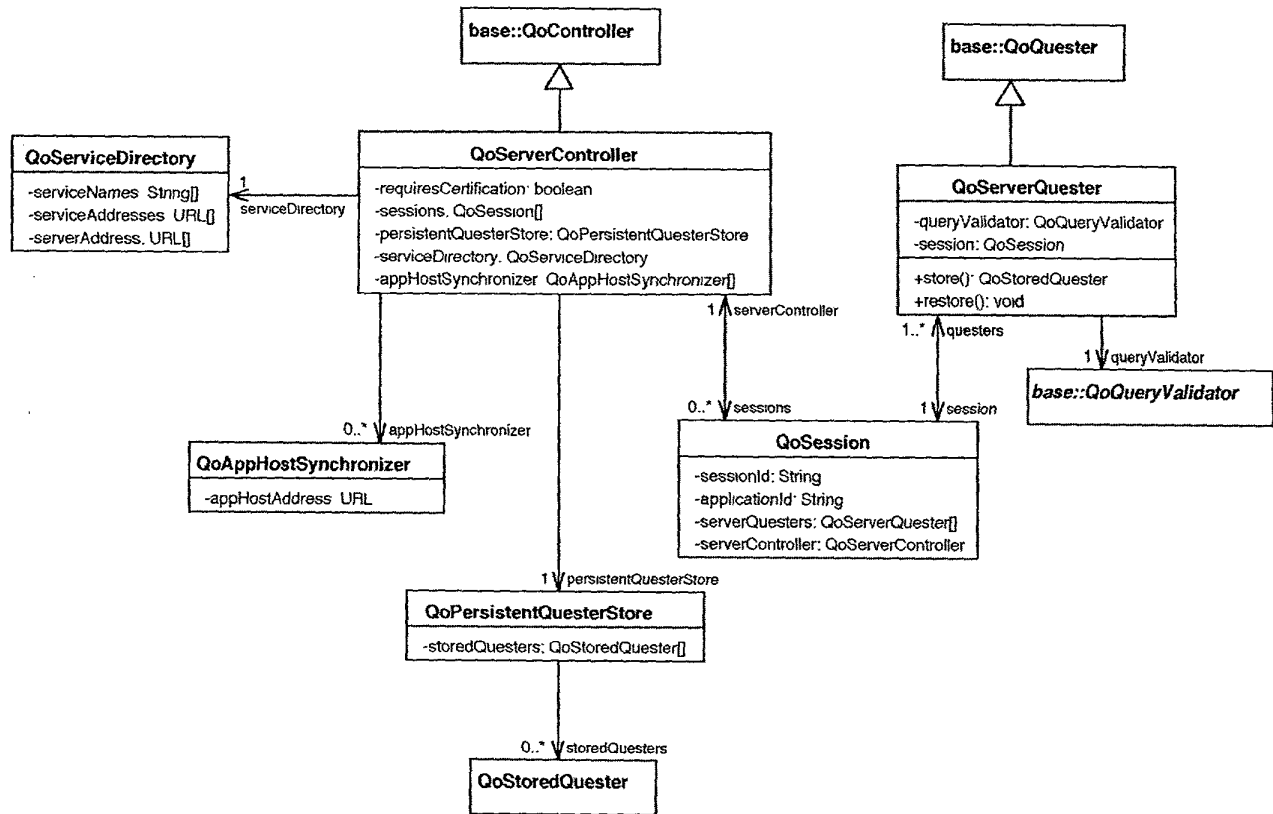 base::QoController
base::QoQuester
QoServiceDirectory
-serviceNames String[]
-serviceAddresses URL[]
-serverAddress. URL[]
1
serviceDirectory
QoServerController
-requiresCertification: boolean
-sessions. QoSession[]
-persistentQuesterStore: QoPersistentQuesterStore
-serviceDirectory. QoServiceDirectory
-appHostSynchronizer QoAppHostSynchronizer[]
QoServerQuester
-queryValidator: QoQueryValidator
-session: QoSession
+store(): QoStoredQuester
+restore(): void
1 serverController
1..* questers
1 queryValidator
base::QoQueryValidator
0..* appHostSynchronizer
0..* sessions
1 session
QoAppHostSynchronizer
-appHostAddress URL
QoSession
-sessionId: String
-applicationId: String
-serverQuesters: QoServerQuester[]
-serverController: QoServerController
1 persistentQuesterStore
QoPersistentQuesterStore
-storedQuesters: QoStoredQuester[]
0..* storedQuesters
QoStoredQuester